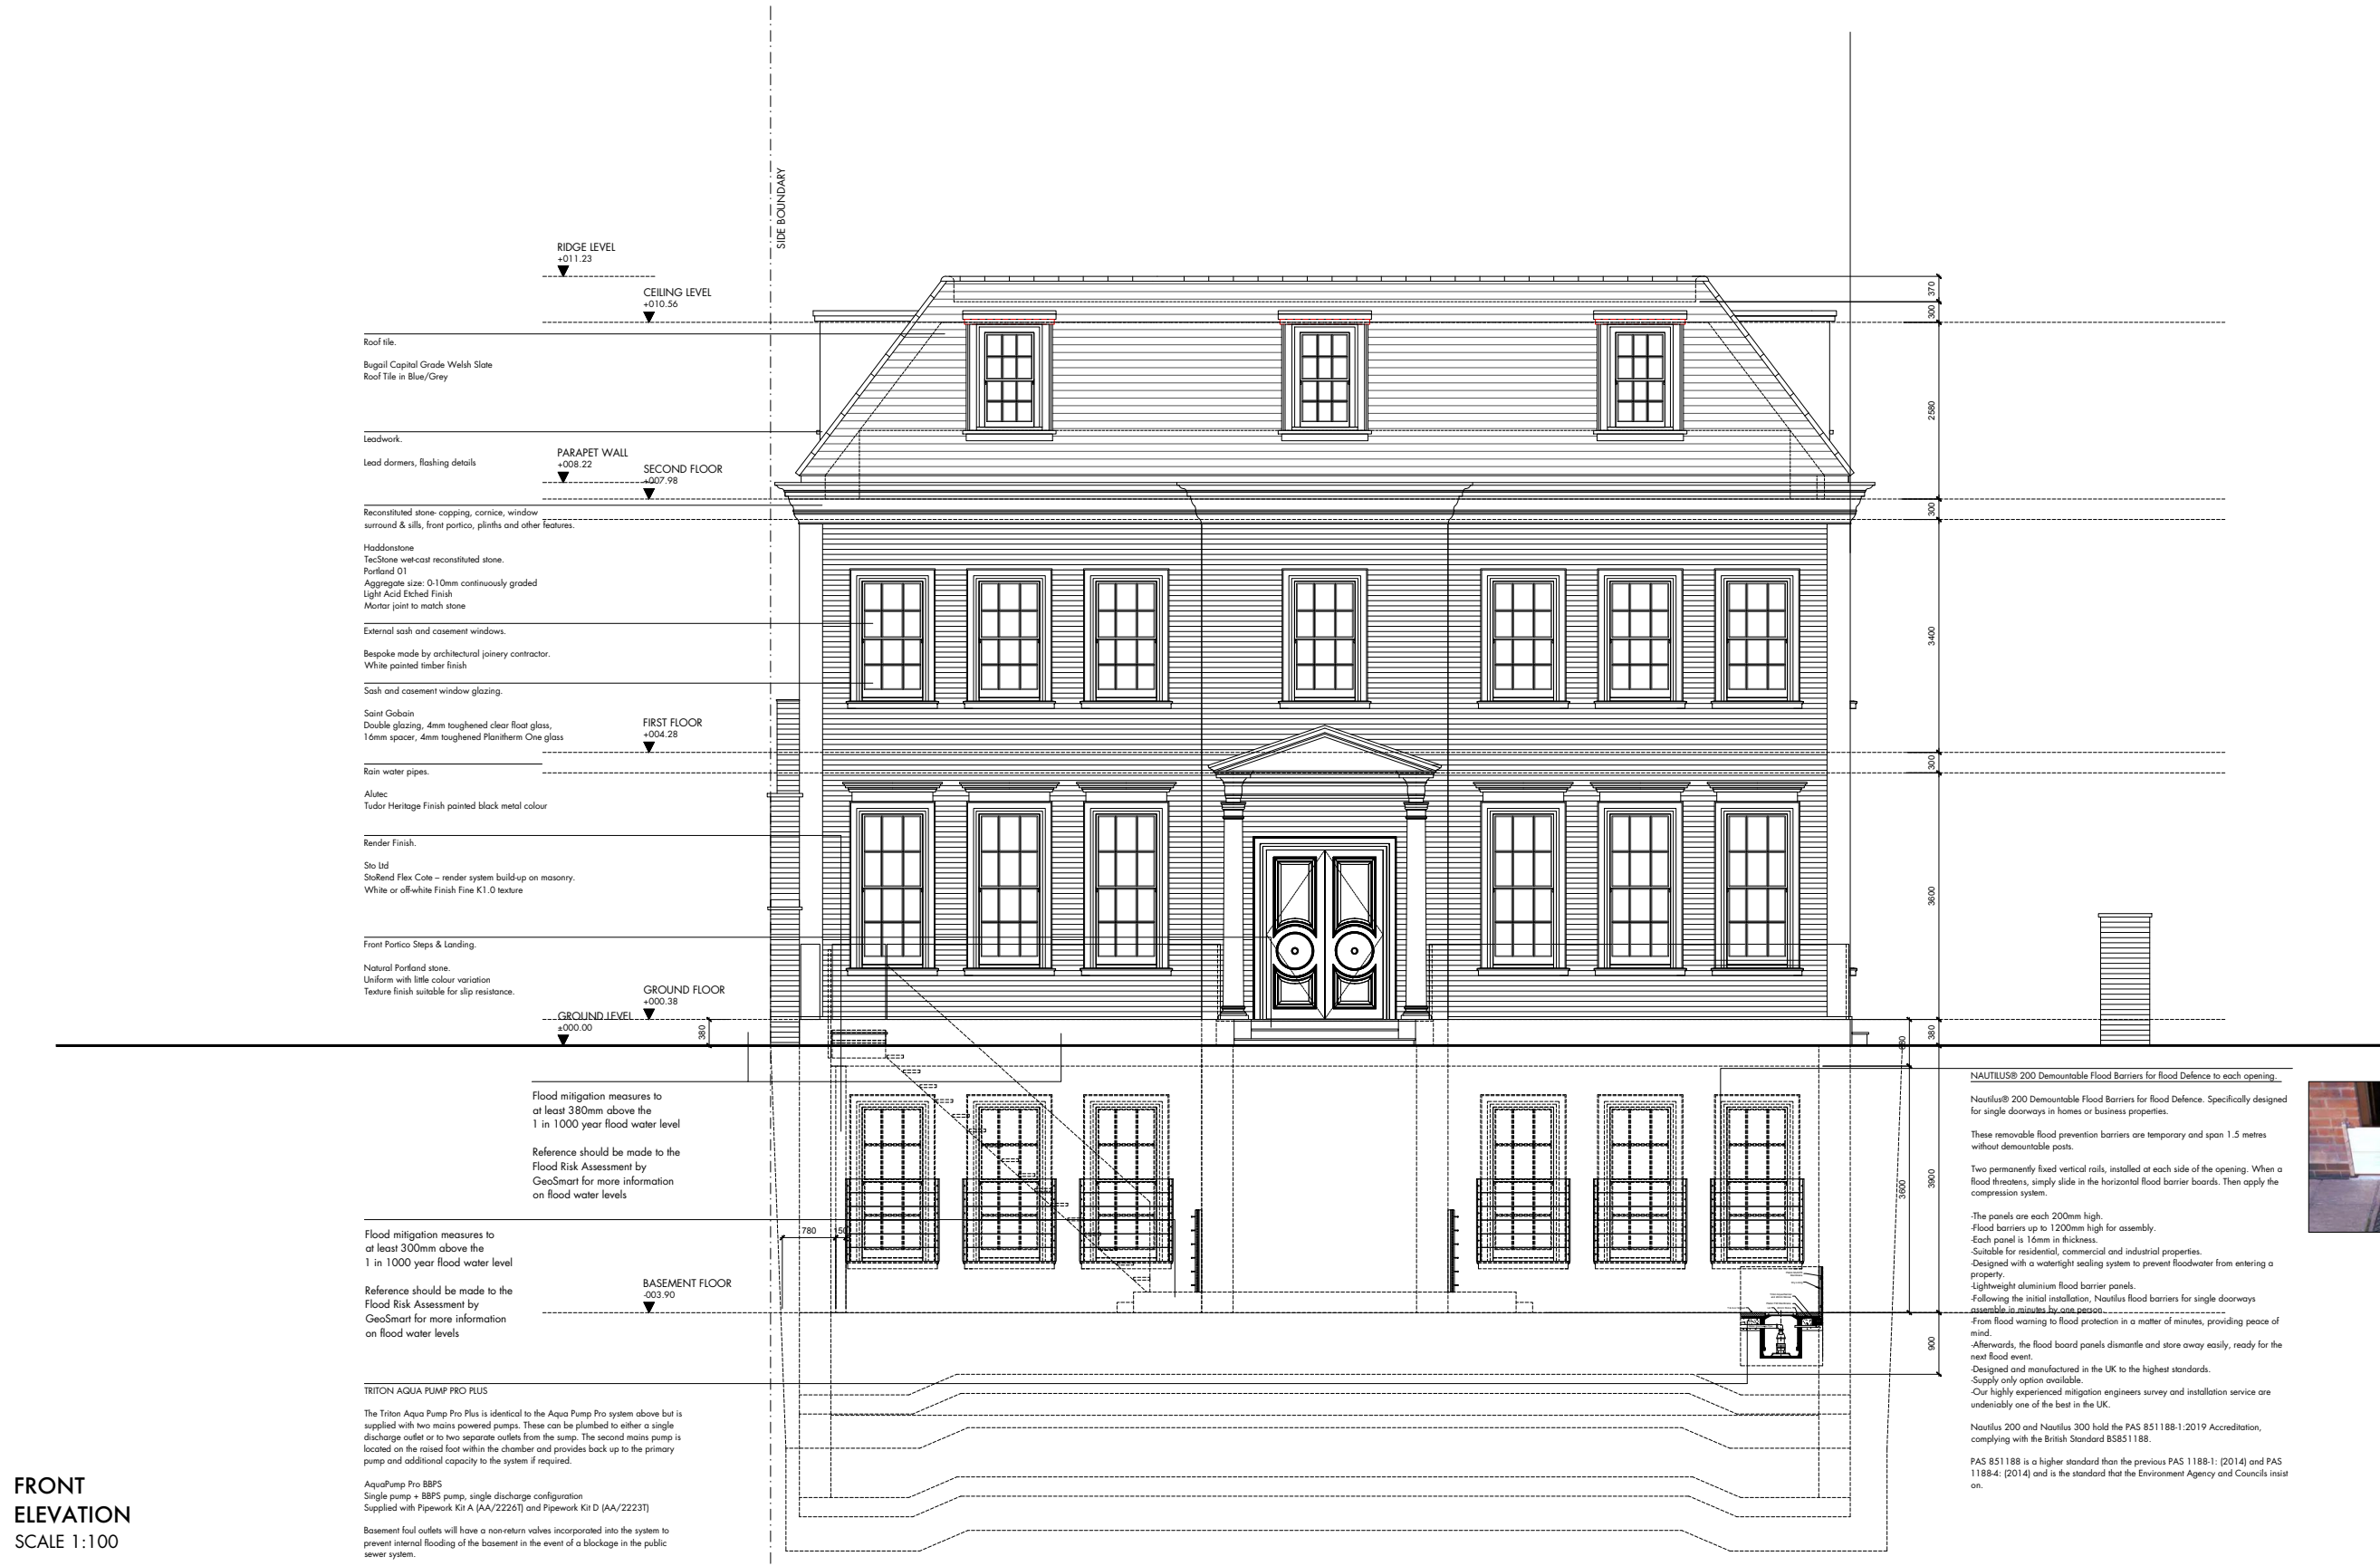 SIDE BOUNDARY
RIDGE LEVEL
+011.23
CEILING LEVEL
+010.56
Roof tile.
Bugail Capital Grade Welsh Slate
Roof Tile in Blue/Grey
Leadwork.
Lead dormers, flashing details
PARAPET WALL
+008.22
SECOND FLOOR
+007.98
Reconstituted stone- copping, cornice, window
surround & sills, front portico, plinths and other features.
Haddonstone
TecStone wet-cast reconstituted stone.
Portland 01
Aggregate size: 0-10mm continuously graded
Light Acid Etched Finish
Mortar joint to match stone
External sash and casement windows.
Bespoke made by architectural joinery contractor.
White painted timber finish
Sash and casement window glazing.
Saint Gobain
Double glazing, 4mm toughened clear float glass,
16mm spacer, 4mm toughened Planitherm One glass
FIRST FLOOR
+004.28
Rain water pipes.
Alutec
Tudor Heritage Finish painted black metal colour
Render Finish.
Sto Ltd
StoRend Flex Cote – render system build-up on masonry.
White or off-white Finish Fine K1.0 texture
Front Portico Steps & Landing.
Natural Portland stone.
Uniform with little colour variation
Texture finish suitable for slip resistance.
GROUND FLOOR
+000.38
GROUND LEVEL
±000.00
380
Flood mitigation measures to
at least 380mm above the
1 in 1000 year flood water level
Reference should be made to the
Flood Risk Assessment by
GeoSmart for more information
on flood water levels
Flood mitigation measures to
at least 300mm above the
1 in 1000 year flood water level
Reference should be made to the
Flood Risk Assessment by
GeoSmart for more information
on flood water levels
BASEMENT FLOOR
-003.90
780
TRITON AQUA PUMP PRO PLUS
The Triton Aqua Pump Pro Plus is identical to the Aqua Pump Pro system above but is
supplied with two mains powered pumps. These can be plumbed to either a single
discharge outlet or to two separate outlets from the sump. The second mains pump is
located on the raised foot within the chamber and provides back up to the primary
pump and additional capacity to the system if required.
AquaPump Pro BBPS
Single pump + BBPS pump, single discharge configuration
Supplied with Pipework Kit A (AA/2226T) and Pipework Kit D (AA/2223T)
Basement foul outlets will have a non-return valves incorporated into the system to
prevent internal flooding of the basement in the event of a blockage in the public
sewer system.
FRONT
ELEVATION
SCALE 1:100
370
300
2580
300
3400
300
3600
380
3600
3900
900
NAUTILUS® 200 Demountable Flood Barriers for flood Defence to each opening.
Nautilus® 200 Demountable Flood Barriers for flood Defence. Specifically designed
for single doorways in homes or business properties.
These removable flood prevention barriers are temporary and span 1.5 metres
without demountable posts.
Two permanently fixed vertical rails, installed at each side of the opening. When a
flood threatens, simply slide in the horizontal flood barrier boards. Then apply the
compression system.
-The panels are each 200mm high.
-Flood barriers up to 1200mm high for assembly.
-Each panel is 16mm in thickness.
-Suitable for residential, commercial and industrial properties.
-Designed with a watertight sealing system to prevent floodwater from entering a
property.
-Lightweight aluminium flood barrier panels.
-Following the initial installation, Nautilus flood barriers for single doorways
assemble in minutes by one person.
-From flood warning to flood protection in a matter of minutes, providing peace of
mind.
-Afterwards, the flood board panels dismantle and store away easily, ready for the
next flood event.
-Designed and manufactured in the UK to the highest standards.
-Supply only option available.
-Our highly experienced mitigation engineers survey and installation service are
undeniably one of the best in the UK.
Nautilus 200 and Nautilus 300 hold the PAS 851188-1:2019 Accreditation,
complying with the British Standard BS851188.
PAS 851188 is a higher standard than the previous PAS 1188-1: (2014) and PAS
1188-4: (2014) and is the standard that the Environment Agency and Councils insist
on.